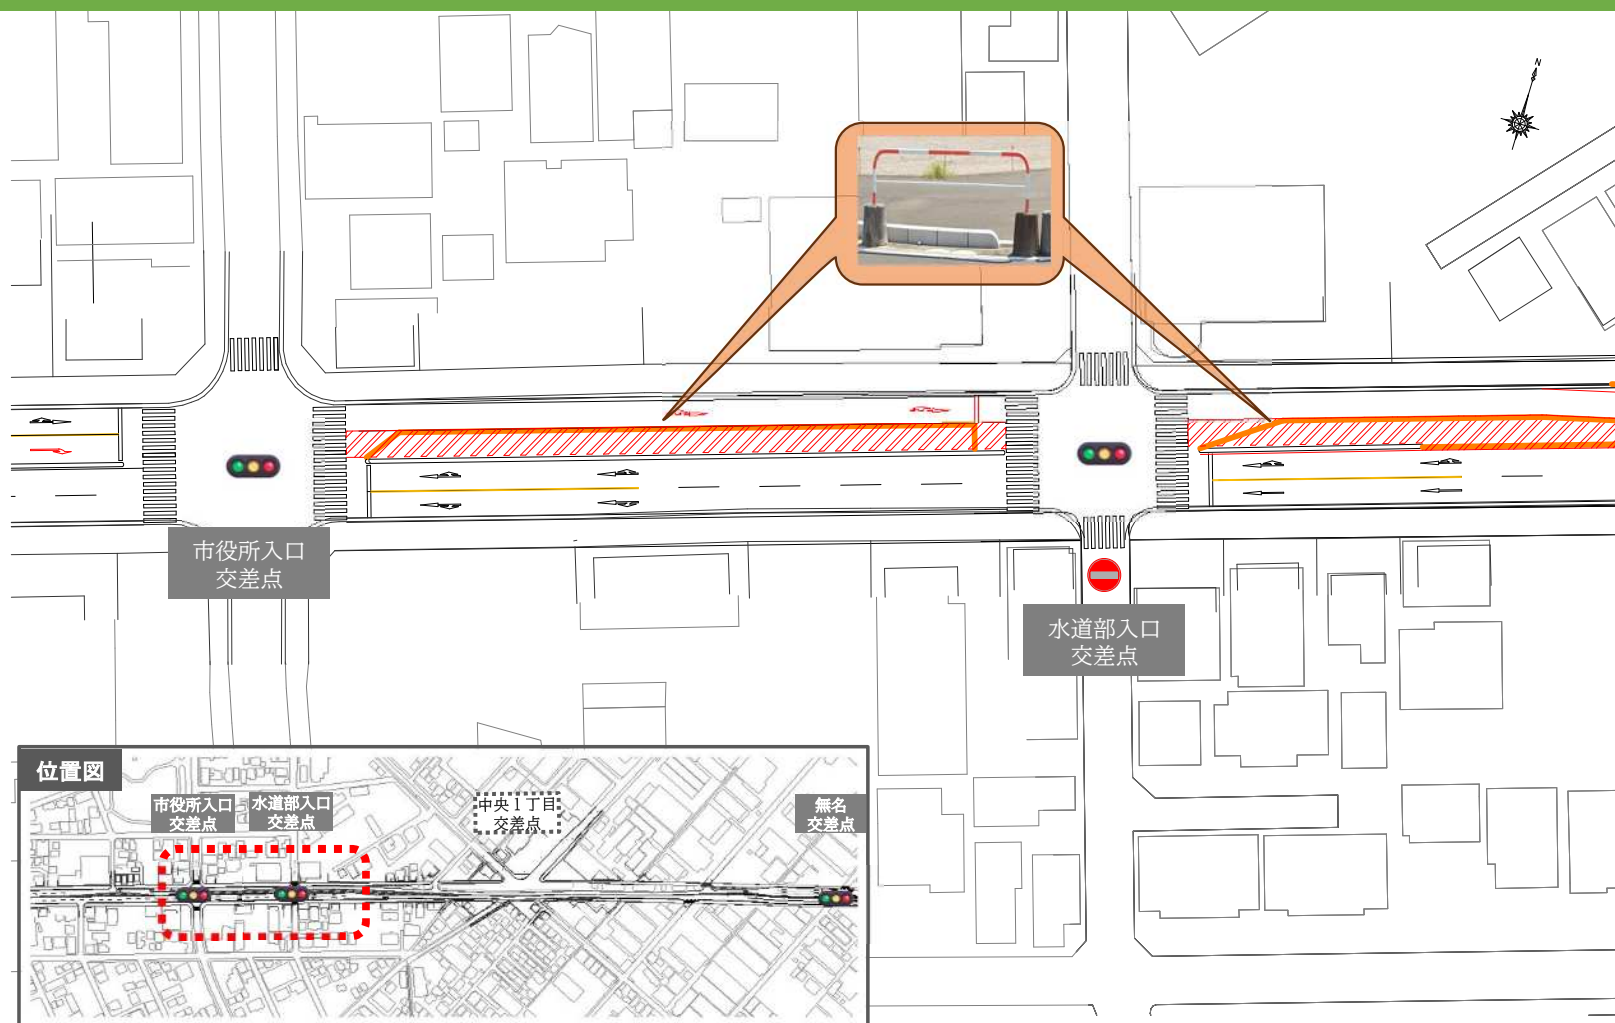 N
市役所入口
交差点
水道部入口
交差点
位置図
市役所入口
交差点
水道部入口
交差点
中央１丁目
交差点
無名
交差点